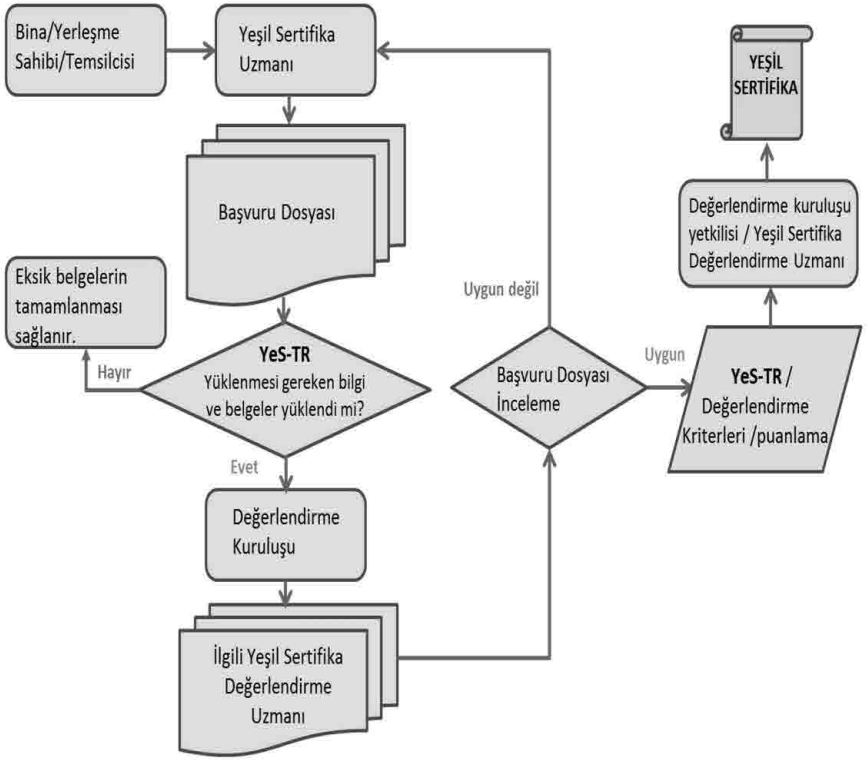 Bina/Yerleşme
Sahibi/Temsilcisi
Yeşil Sertifika
Uzmanı
Başvuru Dosyası
Eksik belgelerin
tamamlanması
sağlanır.
Hayır
YeS-TR
Yüklenmesi gereken bilgi
ve belgeler yüklendi mi?
Evet
Değerlendirme
Kuruluşu
İlgili Yeşil Sertifika
Değerlendirme
Uzmanı
Uygun değil
Başvuru Dosyası
İnceleme
Uygun
YeS-TR /
Değerlendirme
Kriterleri /puanlama
Değerlendirme kuruluşu
yetkilisi / Yeşil Sertifika
Değerlendirme Uzmanı
YEŞİL
SERTİFİKA